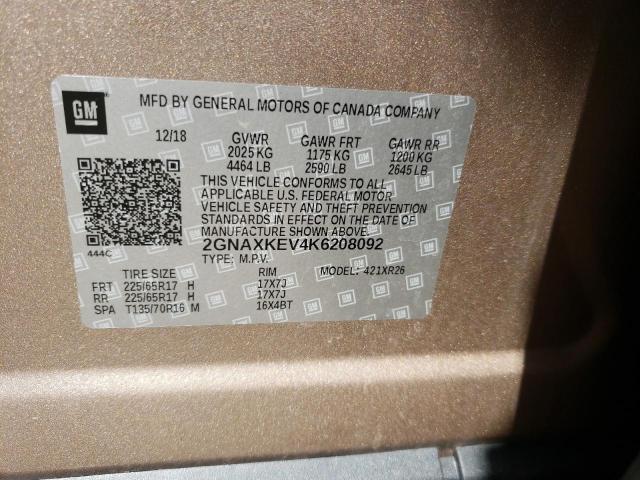 GM
MFD BY GENERAL MOTORS OF CANADA COMPANY
12/18 GVWR GAWR FRT GAWR RR
2025 KG 1175 KG 1200 KG
4464 LB 2590 LB 2645 LB
THIS VEHICLE CONFORMS TO ALL
APPLICABLE U.S. FEDERAL MOTOR
VEHICLE SAFETY AND THEFT PREVENTION
STANDARDS IN EFFECT ON THE DATE OF
MANUFACTURE SHOWN ABOVE.
444C 2GNAXKEV4K6208092
TYPE: M.P.V. MODEL: 421XR26
TIRE SIZE RIM
FRT 225/65R17 H 17X7J
RR 225/65R17 H 17X7J
SPA T135/70R16 M 16X4BT